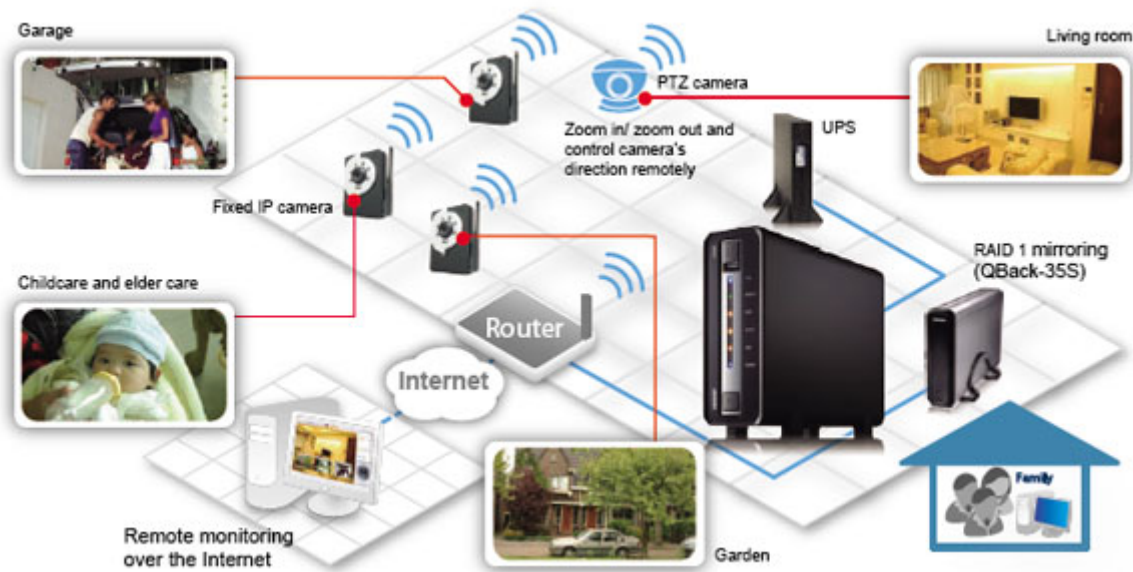 Garage
Living room
PTZ camera
Zoom in/ zoom out and
control camera's
direction remotely
UPS
Fixed IP camera
RAID 1 mirroring
(QBack-35S)
Childcare and elder care
Router
Internet
Family
Remote monitoring
over the Internet
Garden